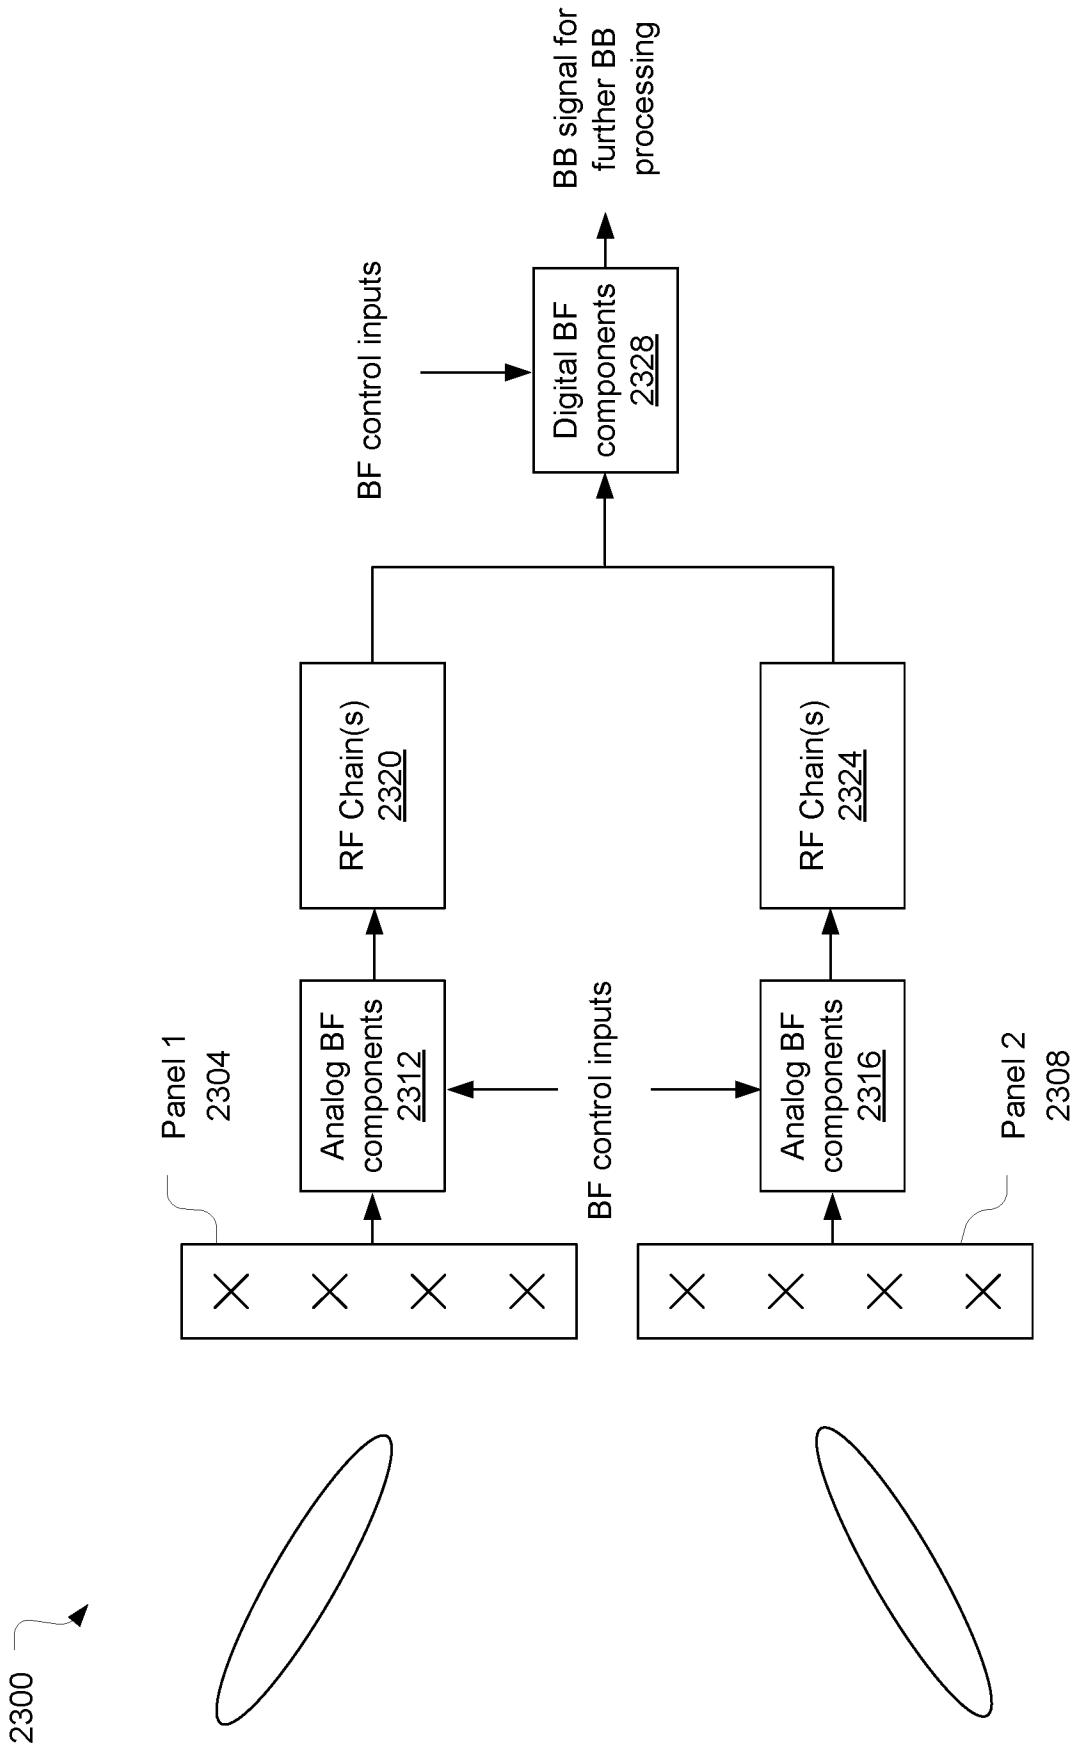 2300
Panel 1
2304
Analog BF
components
2312
RF Chain(s)
2320
BF control inputs
BF control inputs
Digital BF
components
2328
BB signal for
further BB
processing
Analog BF
components
2316
RF Chain(s)
2324
Panel 2
2308